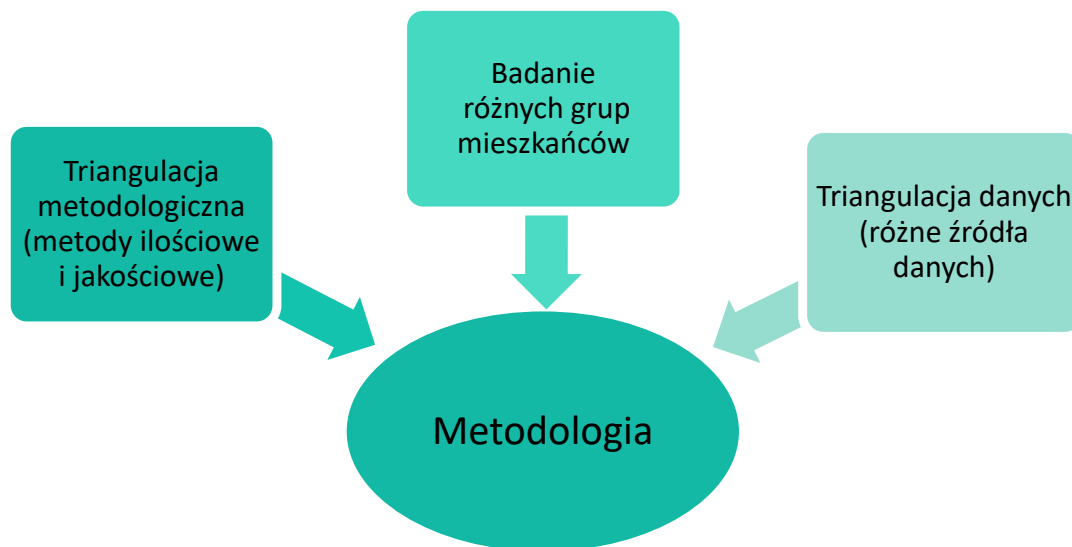 Badanie
różnych grup
mieszkańców
Triangulacja
metodologiczna
(metody ilościowe
i jakościowe)
Triangulacja danych
(różne źródła
danych)
Metodologia